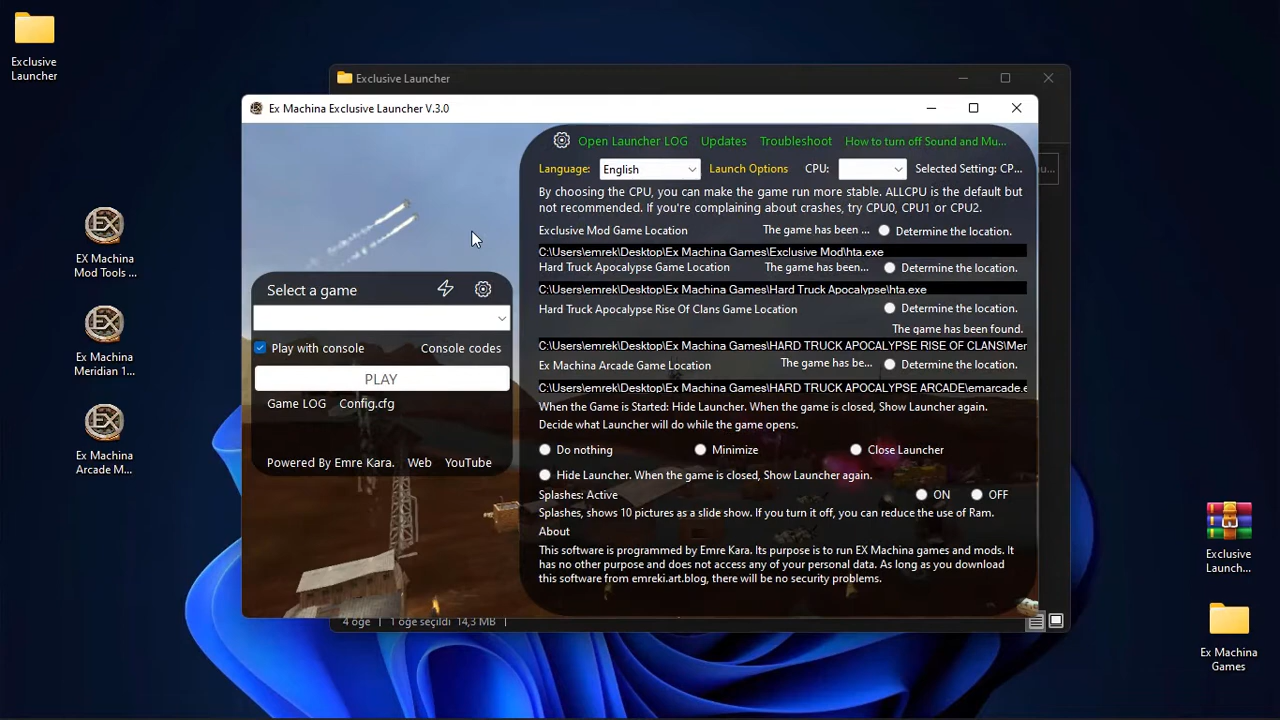 Exclusive
Launcher
EX Machina
Mod Tools ...
Ex Machina
Meridian 1...
Ex Machina
Arcade M...
Exclusive Launcher
Ex Machina Exclusive Launcher V.3.0
Select a game
Play with console
Console codes
PLAY
Game LOG Config.cfg
Powered By Emre Kara. Web YouTube
Open Launcher LOG Updates Troubleshoot How to turn off Sound and Mu...
Language: English Launch Options CPU: Selected Setting: CP...
By choosing the CPU, you can make the game run more stable. ALLCPU is the default but
not recommended. If you're complaining about crashes, try CPU0, CPU1 or CPU2.
Exclusive Mod Game Location The game has been ... Determine the location.
C:\Users\emrek\Desktop\Ex Machina Games\Exclusive Mod\hta.exe
Hard Truck Apocalypse Game Location The game has been... Determine the location.
C:\Users\emrek\Desktop\Ex Machina Games\Hard Truck Apocalypse\hta.exe
Hard Truck Apocalypse Rise Of Clans Game Location Determine the location.
The game has been found.
C:\Users\emrek\Desktop\Ex Machina Games\HARD TRUCK APOCALYPSE RISE OF CLANS\Mer
Ex Machina Arcade Game Location The game has be... Determine the location.
C:\Users\emrek\Desktop\Ex Machina Games\HARD TRUCK APOCALYPSE ARCADE\emarcade.e
When the Game is Started: Hide Launcher. When the game is closed, Show Launcher again.
Decide what Launcher will do while the game opens.
Do nothing Minimize Close Launcher
Hide Launcher. When the game is closed, Show Launcher again.
Splashes: Active ON OFF
Splashes, shows 10 pictures as a slide show. If you turn it off, you can reduce the use of Ram.
About
This software is programmed by Emre Kara. Its purpose is to run EX Machina games and mods. It
has no other purpose and does not access any of your personal data. As long as you download
this software from emreki.art.blog, there will be no security problems.
u...
4 öğe 1 öğe seçildi 14,3 MB
Exclusive
Launch...
Ex Machina
Games